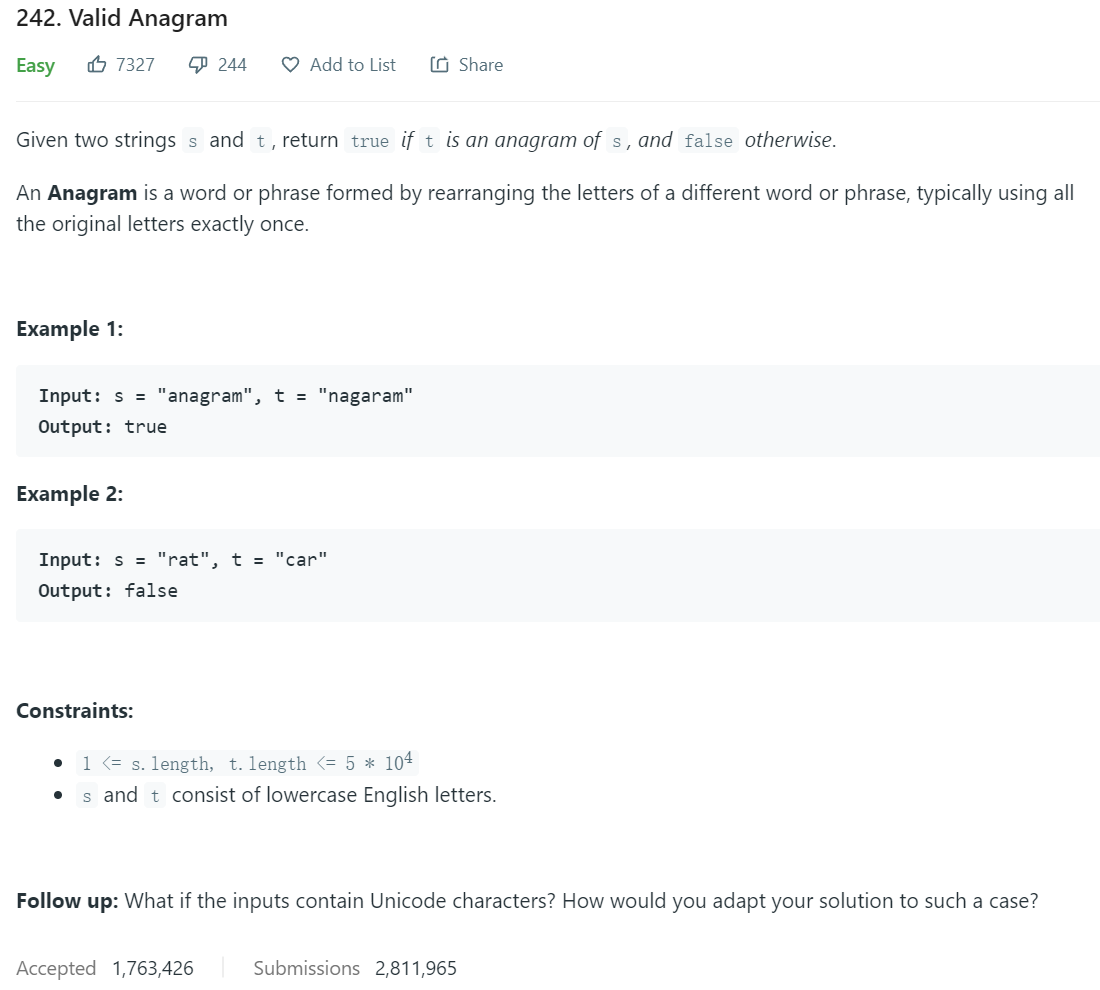 242. Valid Anagram
Easy 7327 244 Add to List Share
Given two strings s and t, return true if t is an anagram of s, and false otherwise.
An Anagram is a word or phrase formed by rearranging the letters of a different word or phrase, typically using all
the original letters exactly once.
Example 1:
Input: s = "anagram", t = "nagaram"
Output: true
Example 2:
Input: s = "rat", t = "car"
Output: false
Constraints:
• 1 <= s.length, t.length <= 5 * 10⁴
• s and t consist of lowercase English letters.
Follow up: What if the inputs contain Unicode characters? How would you adapt your solution to such a case?
Accepted 1,763,426 Submissions 2,811,965